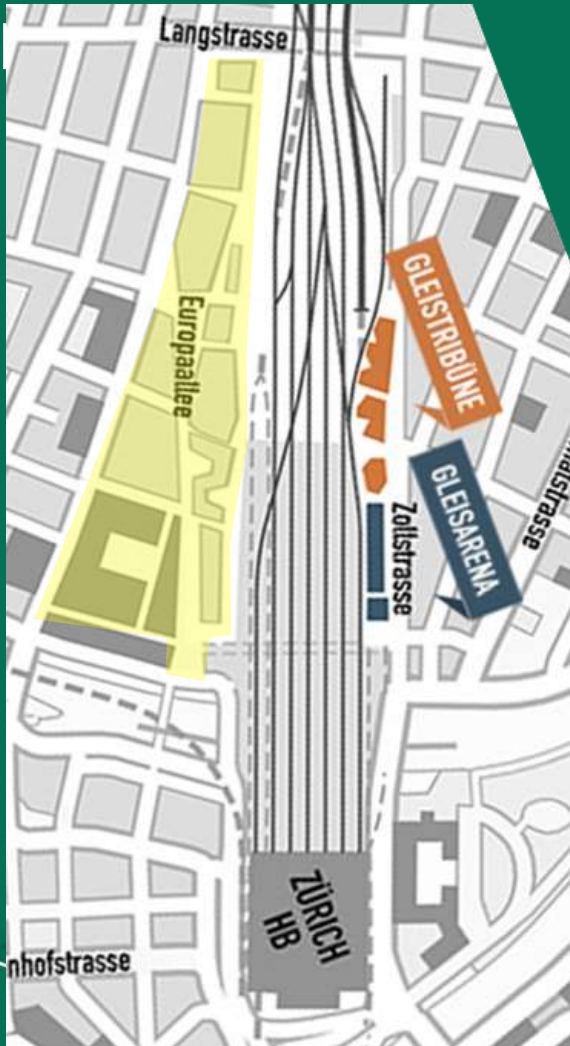 Langstrasse
Europaallee
GLEISTRIBÜNE
GLEISARENA
Zollstrasse
ZÜRICH
HB
nhofstrasse